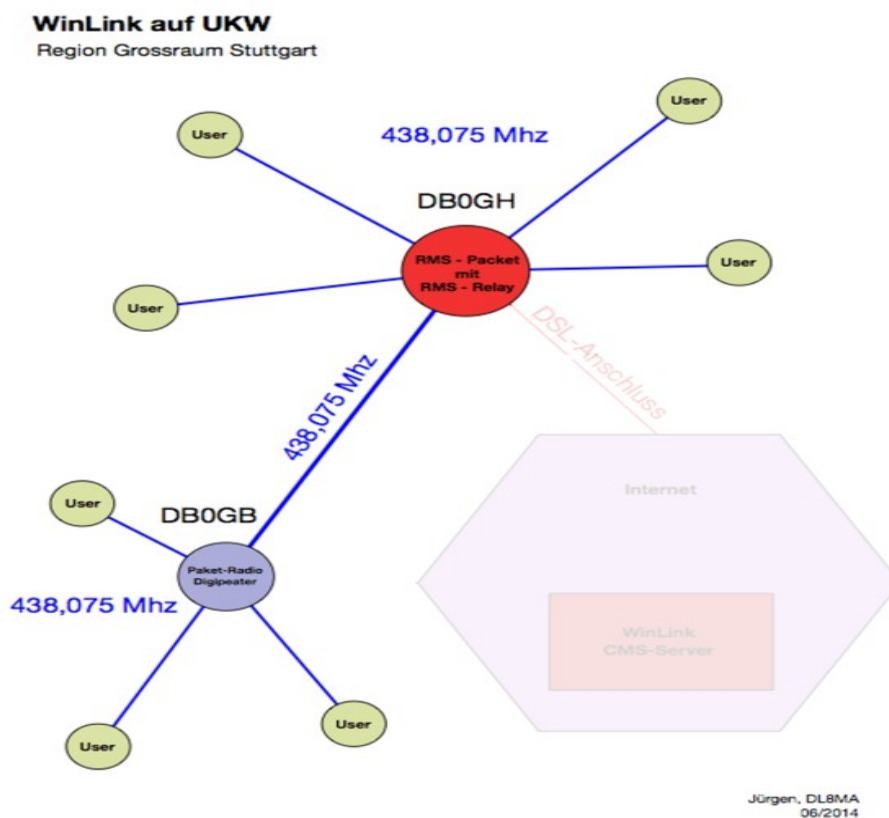 WinLink auf UKW
Region Grossraum Stuttgart
User
User
438,075 Mhz
DB0GH
RMS - Packet
mit
RMS - Relay
User
User
DSL-Anschluss
438,075 Mhz
Internet
User
DB0GB
Paket-Radio
Digipeater
438,075 Mhz
WinLink
CMS-Server
User
User
Jürgen, DL8MA
06/2014